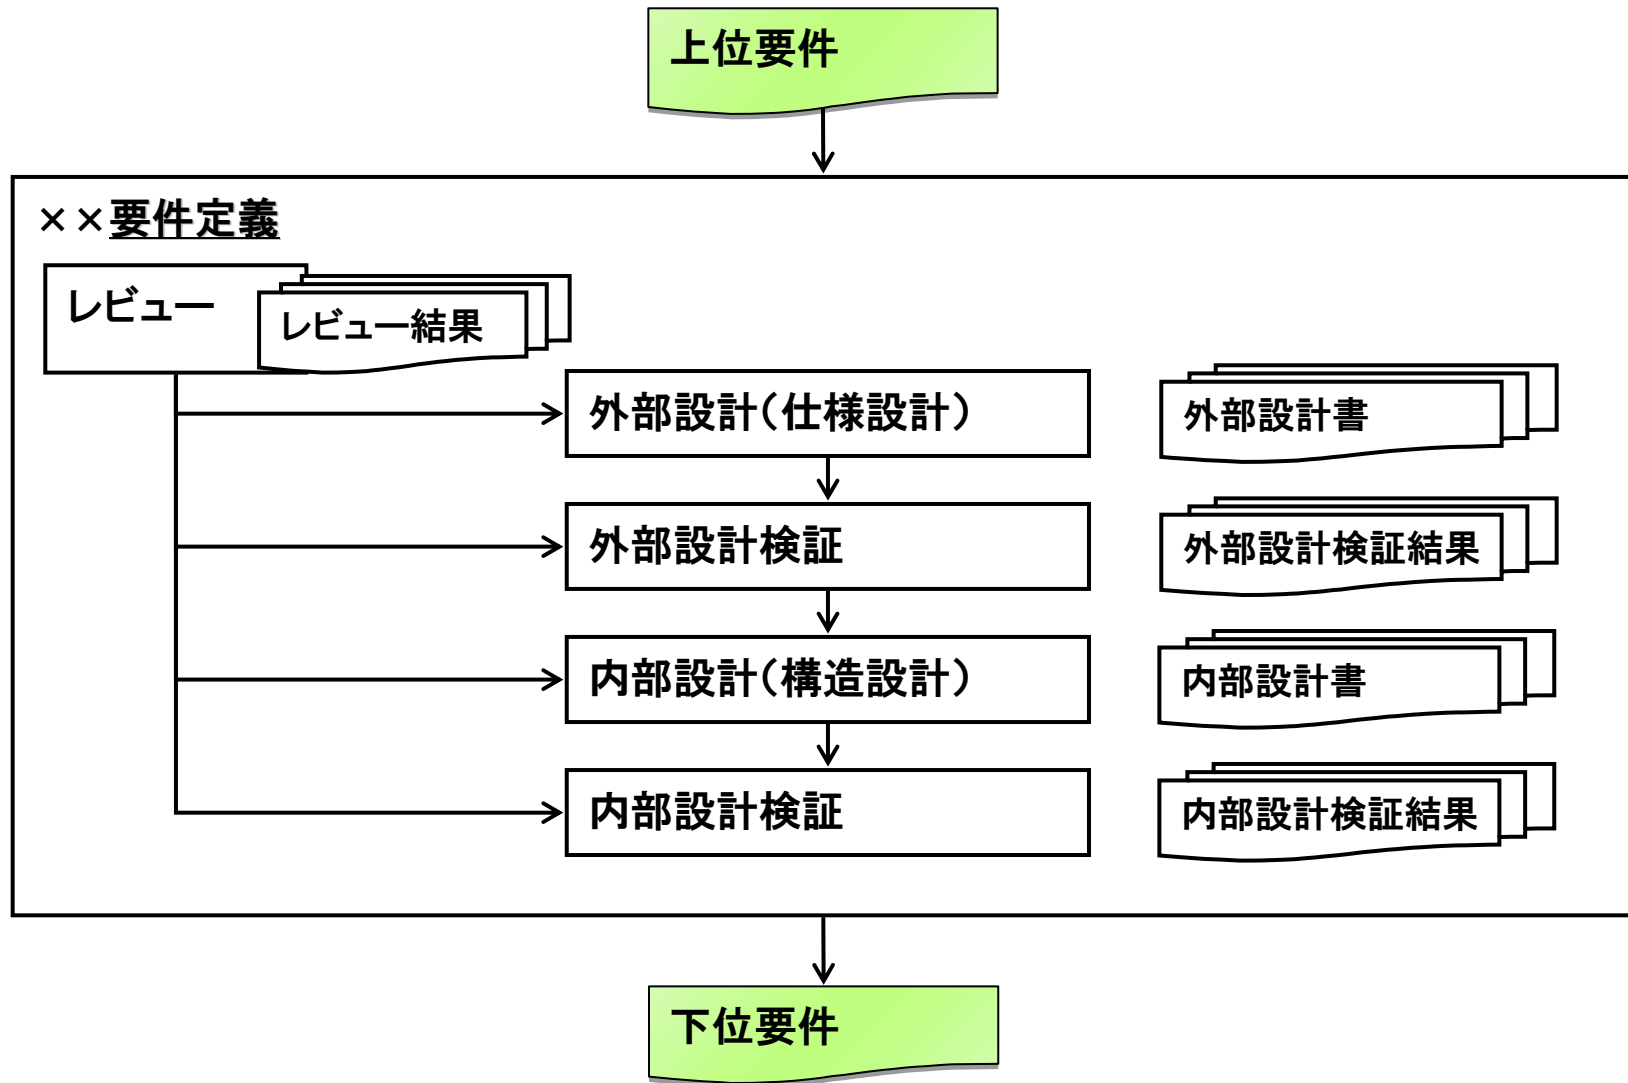 上位要件
××要件定義
レビュー
レビュー結果
外部設計(仕様設計)
外部設計書
外部設計検証
外部設計検証結果
内部設計(構造設計)
内部設計書
内部設計検証
内部設計検証結果
下位要件